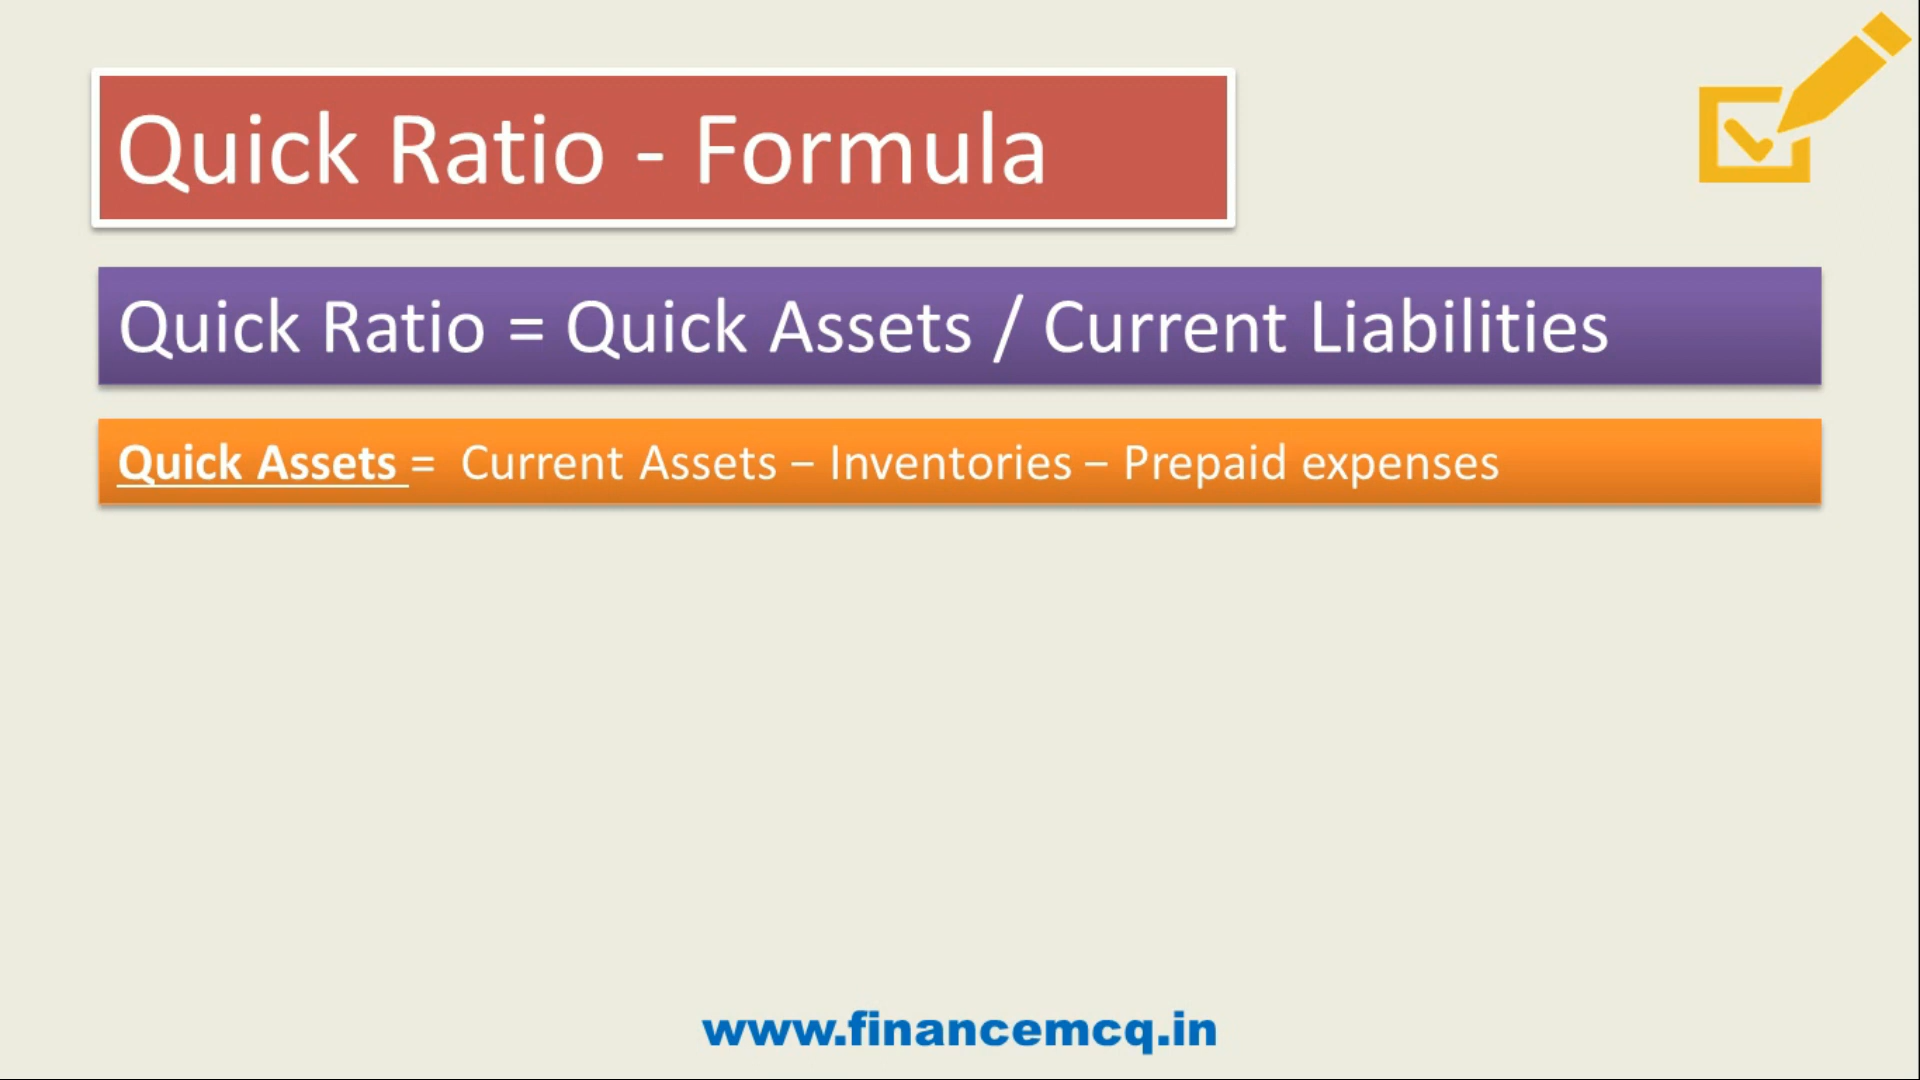 Quick Ratio - Formula
Quick Ratio = Quick Assets / Current Liabilities
Quick Assets = Current Assets – Inventories – Prepaid expenses
www.financemcq.in